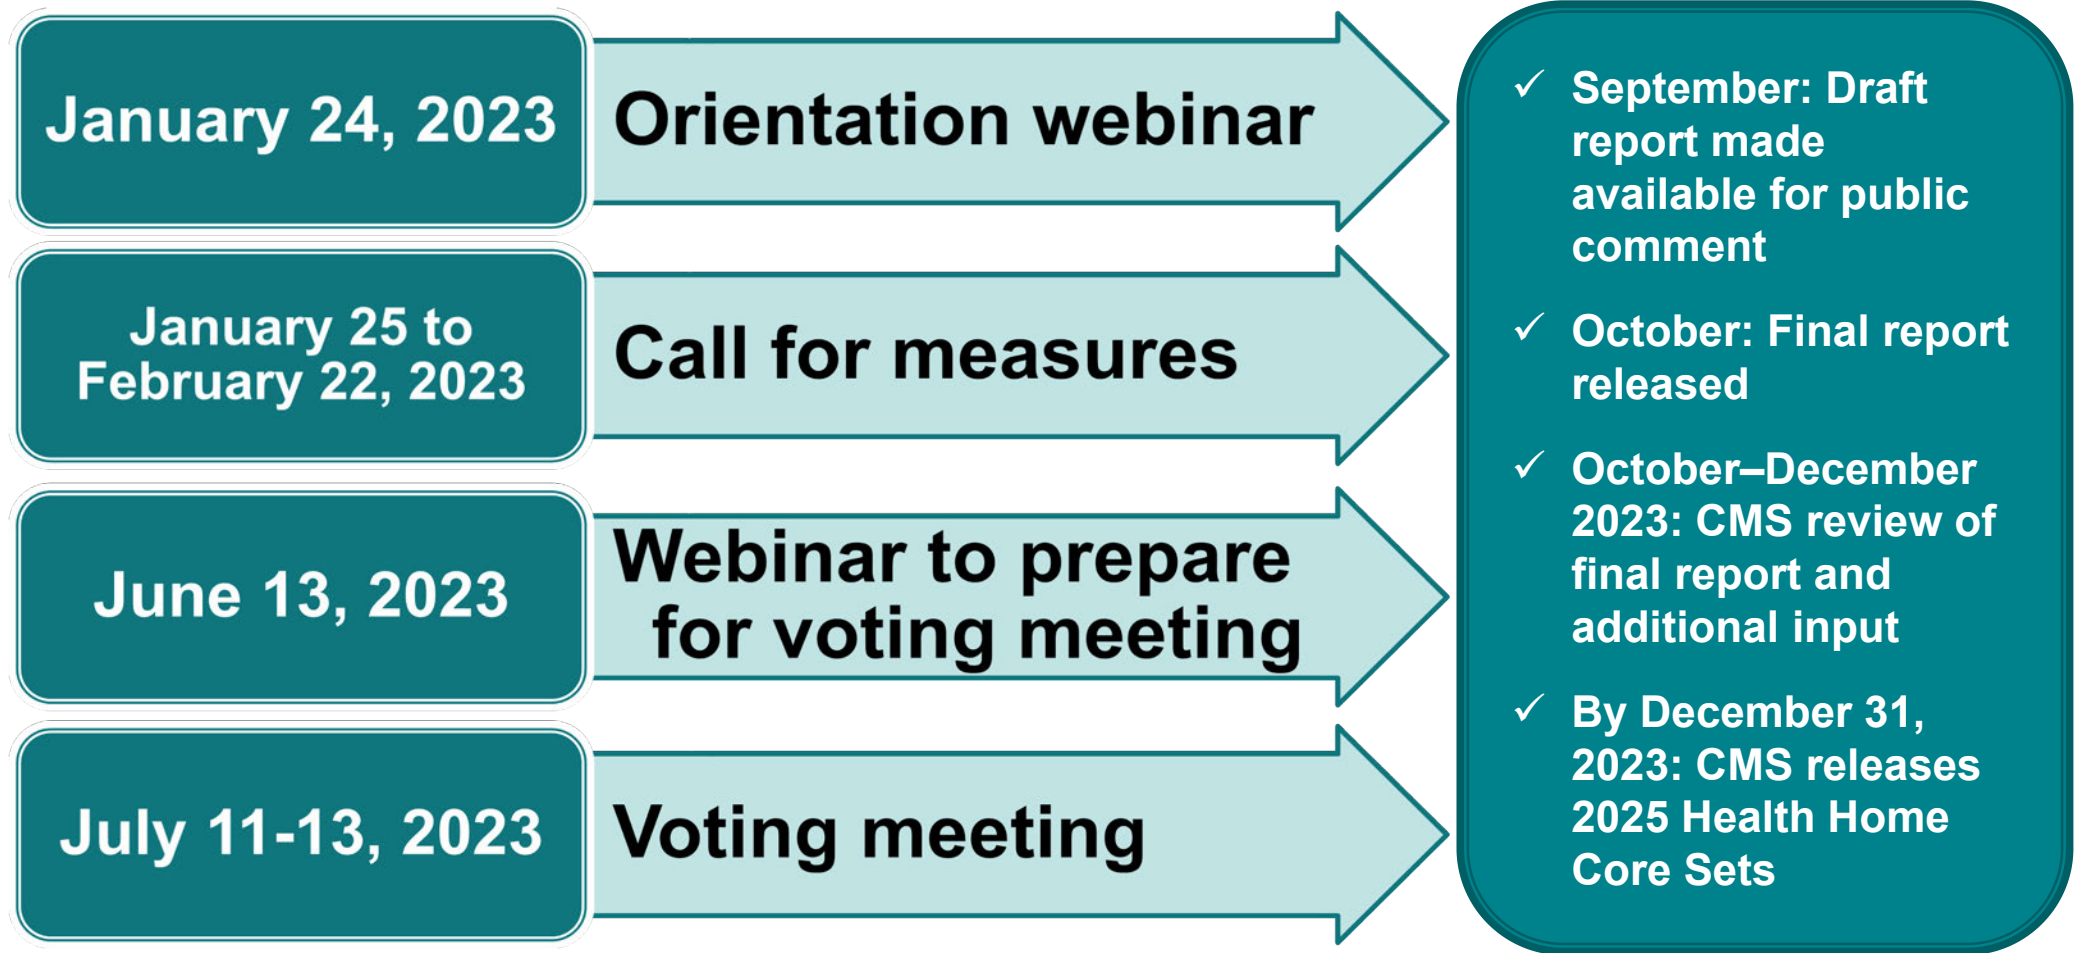 January 24, 2023
Orientation webinar
January 25 to
February 22, 2023
Call for measures
June 13, 2023
Webinar to prepare
for voting meeting
July 11-13, 2023
Voting meeting
✓ September: Draft
report made
available for public
comment
✓ October: Final report
released
✓ October–December
2023: CMS review of
final report and
additional input
✓ By December 31,
2023: CMS releases
2025 Health Home
Core Sets